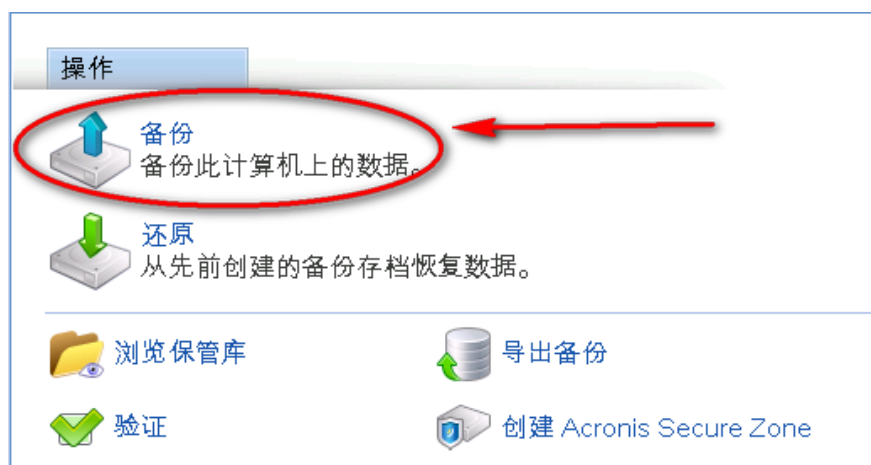 操作
备份
备份此计算机上的数据。
还原
从先前创建的备份存档恢复数据。
浏览保管库
导出备份
验证
创建 Acronis Secure Zone